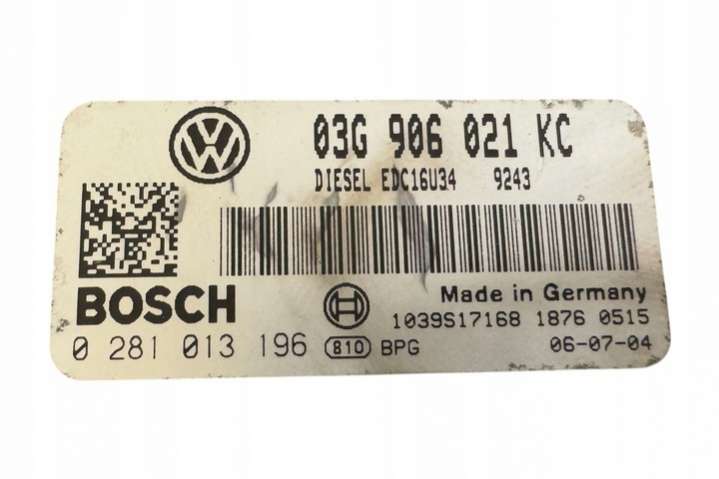 03G 906 021 KC
DIESEL EDC16U34 9243
BOSCH
Made in Germany
1039S17168 1876 0515
0 281 013 196 810 BPG 06-07-04